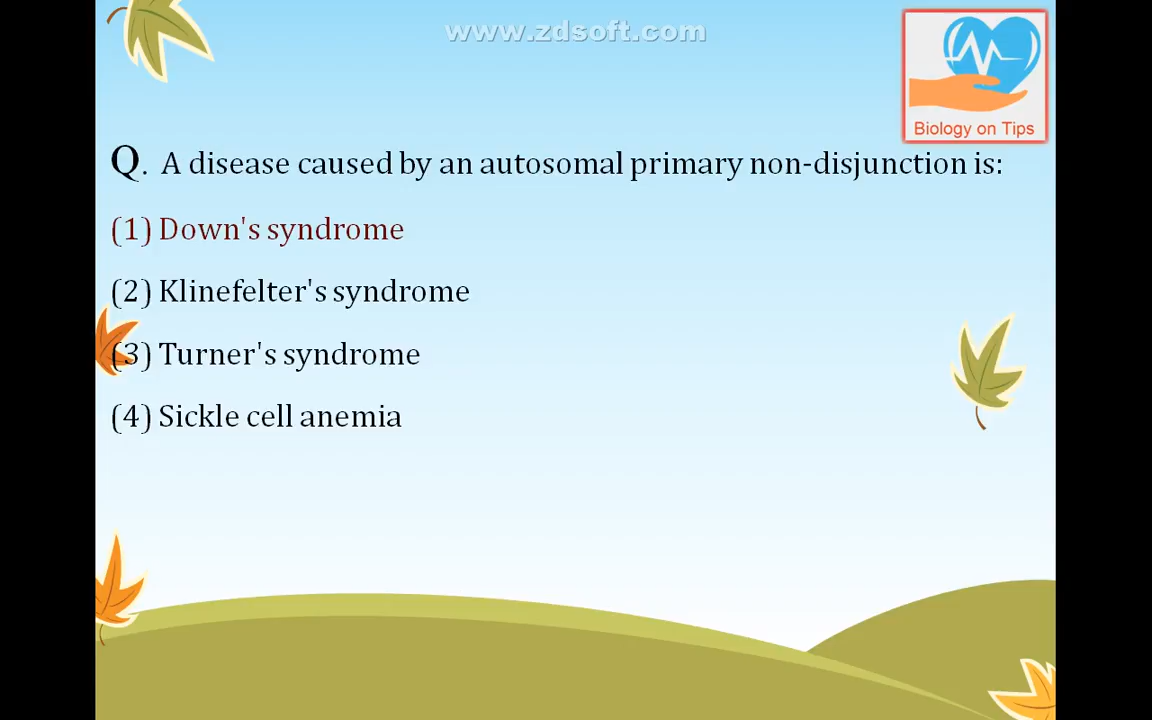 www.zdsoft.com
Biology on Tips
Q. A disease caused by an autosomal primary non-disjunction is:
(1) Down's syndrome
(2) Klinefelter's syndrome
(3) Turner's syndrome
(4) Sickle cell anemia